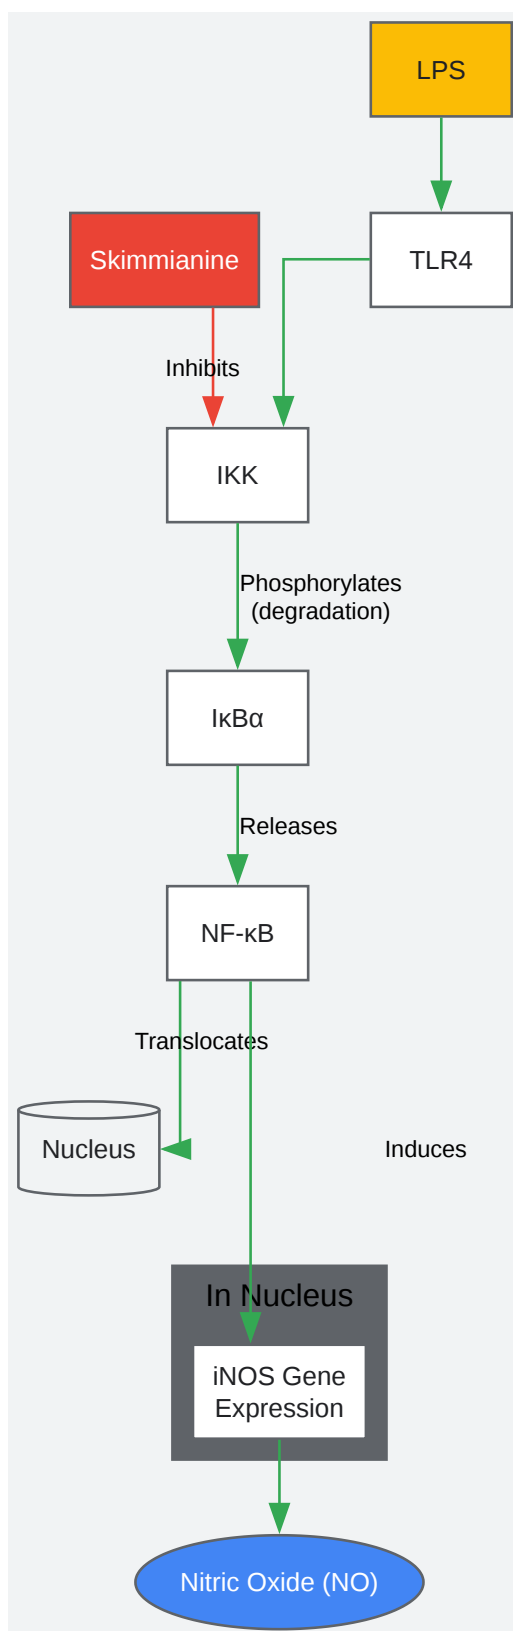 LPS
Skimmianine
TLR4
Inhibits
IKK
Phosphorylates
(degradation)
IκBα
Releases
NF-κB
Translocates
Nucleus
Induces
In Nucleus
iNOS Gene
Expression
Nitric Oxide (NO)